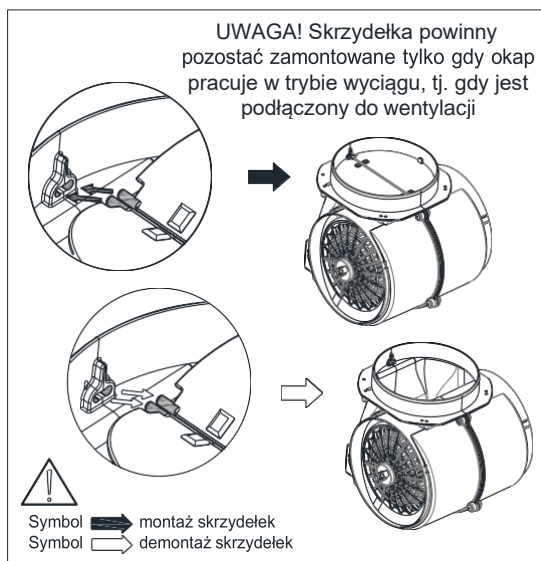 UWAGA! Skrzydełka powinny
pozostać zamontowane tylko gdy okap
pracuje w trybie wyciągu, tj. gdy jest
podłączony do wentylacji
Symbol montaż skrzydełek
Symbol demontaż skrzydełek